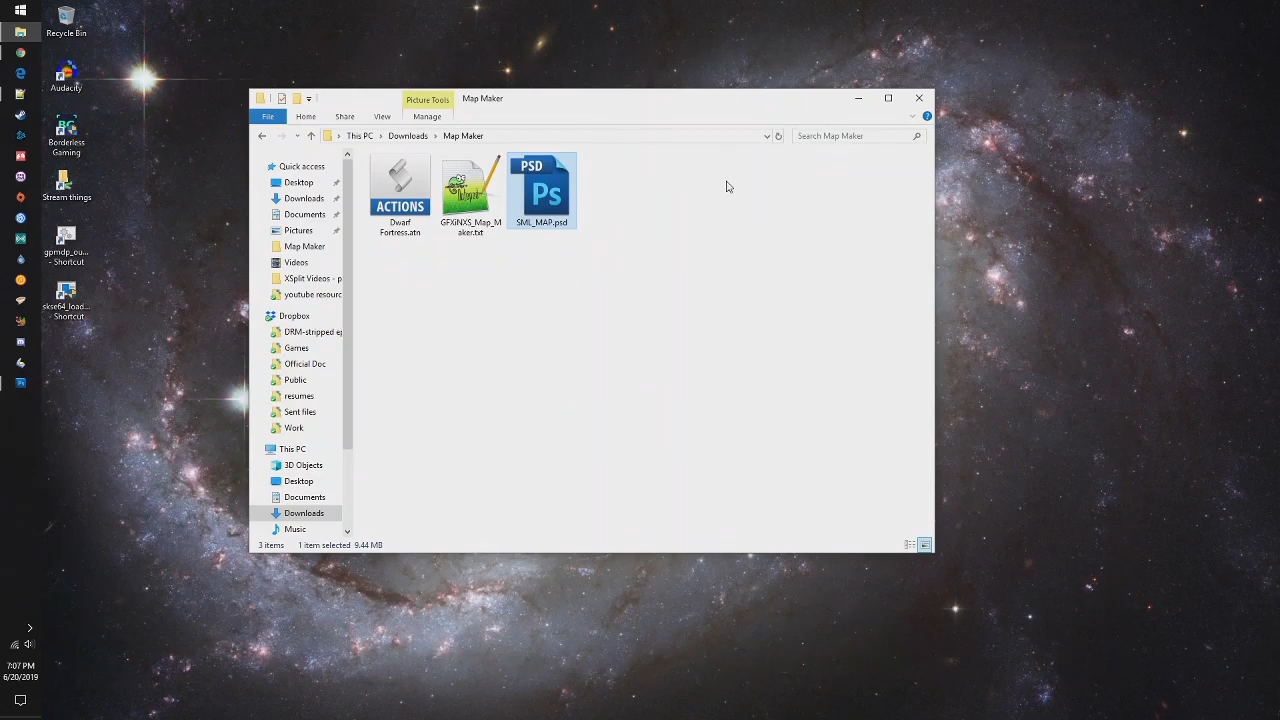 Recycle Bin
Audacity
Borderless
Gaming
Stream things
gpmdp_ou...
- Shortcut
skse64_load...
- Shortcut
7:07 PM
6/20/2019
Picture Tools
Map Maker
File
Home
Share
View
Manage
This PC
Downloads
Map Maker
Search Map Maker
Quick access
Desktop
Downloads
Documents
Pictures
Map Maker
Videos
XSplit Videos - p
youtube resourc
Dropbox
DRM-stripped ep
Games
Official Doc
Public
resumes
Sent files
Work
This PC
3D Objects
Desktop
Documents
Downloads
Music
ACTIONS
Dwarf
Fortress.atn
GFXiNXS_Map_M
aker.txt
PSD
Ps
SML_MAP.psd
3 items
1 item selected 9.44 MB